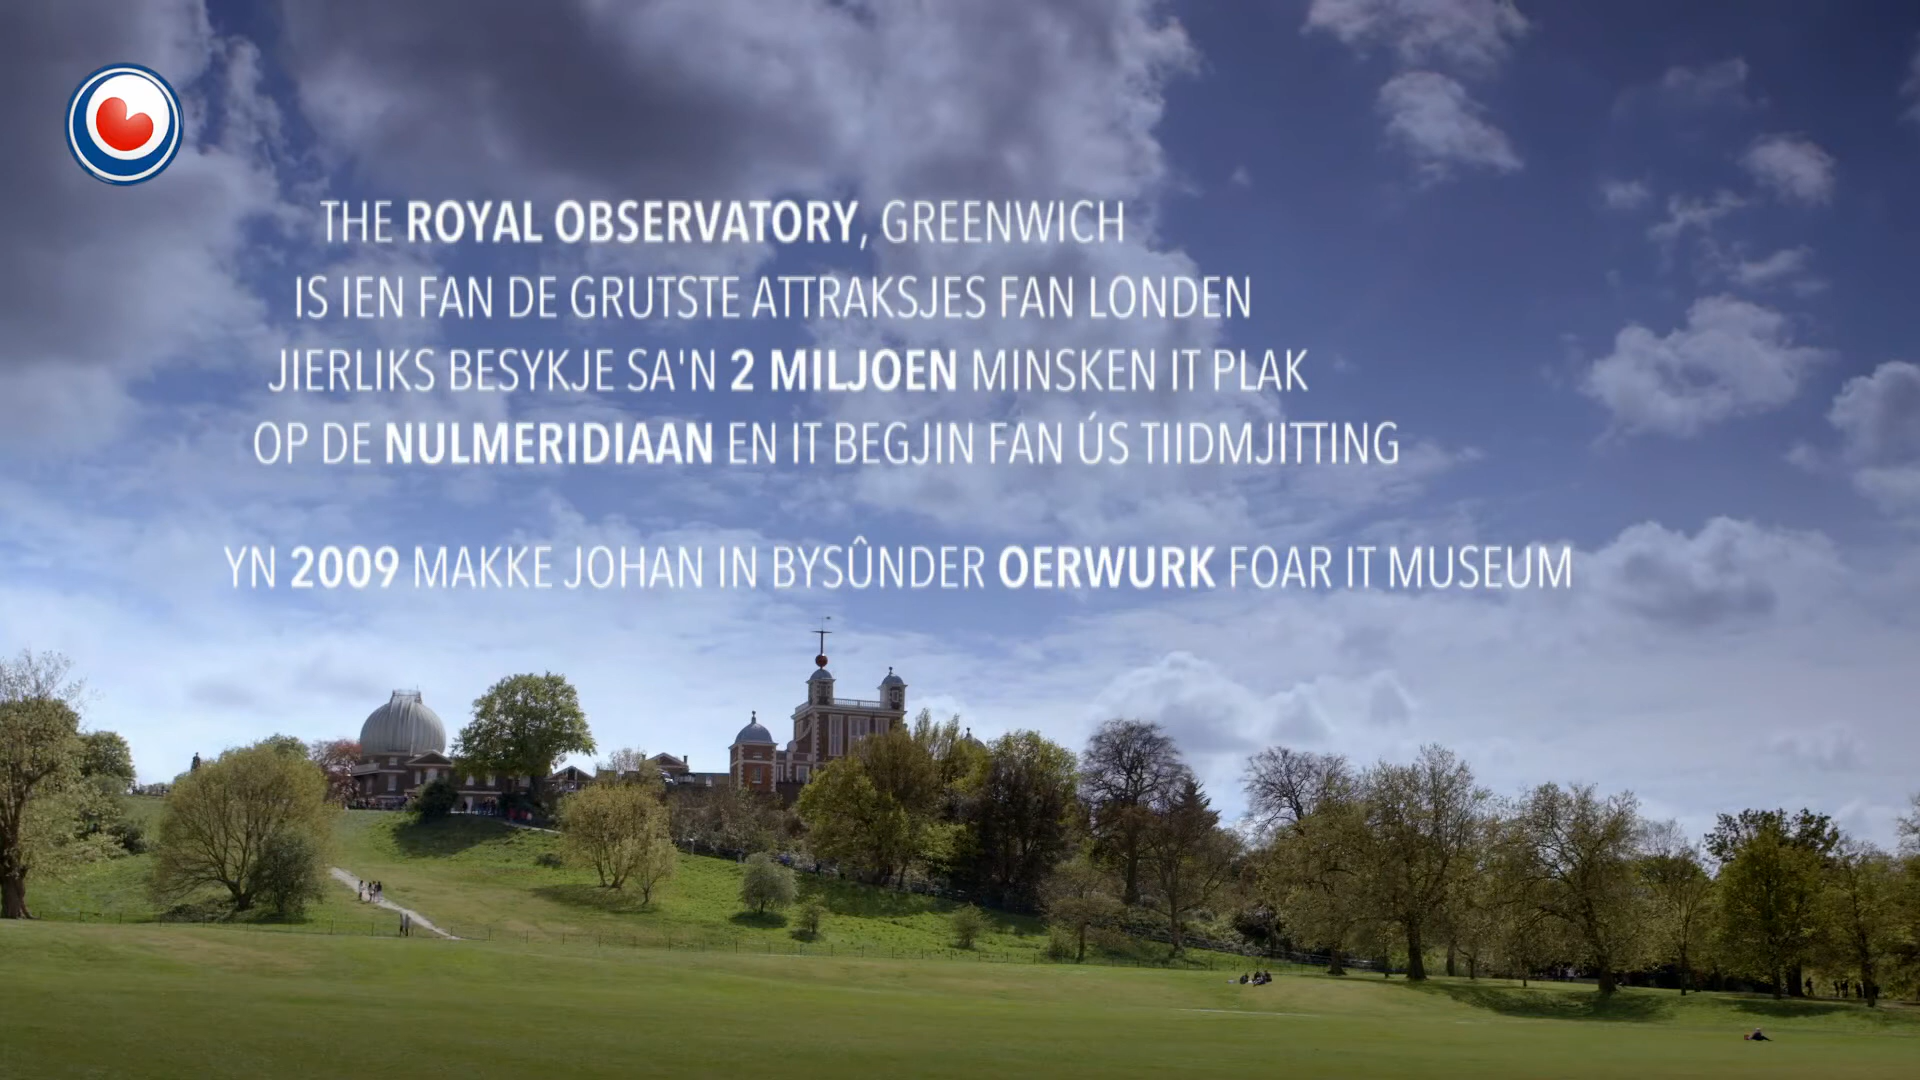 THE ROYAL OBSERVATORY, GREENWICH
IS IEN FAN DE GRUTSTE ATTRAKSJES FAN LONDEN
JIERLIKS BESYKJE SA'N 2 MILJOEN MINSKEN IT PLAK
OP DE NULMERIDIAAN EN IT BEGJIN FAN ÚS TIIDMJITTING
YN 2009 MAKKE JOHAN IN BYSÛNDER OERWURK FOAR IT MUSEUM